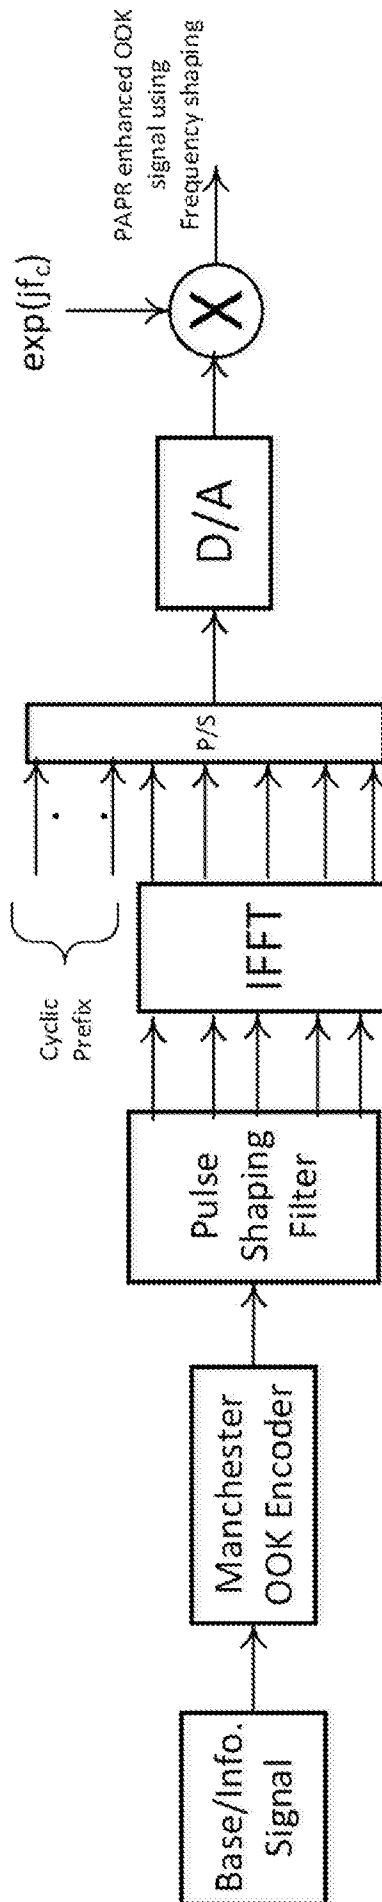 Base/Info.
Signal
Manchester
OOK Encoder
Pulse
Shaping
Filter
IFFT
Cyclic
Prefix
P/S
D/A
exp(jfc)
X
PAPR enhanced OOK
signal using
Frequency shaping